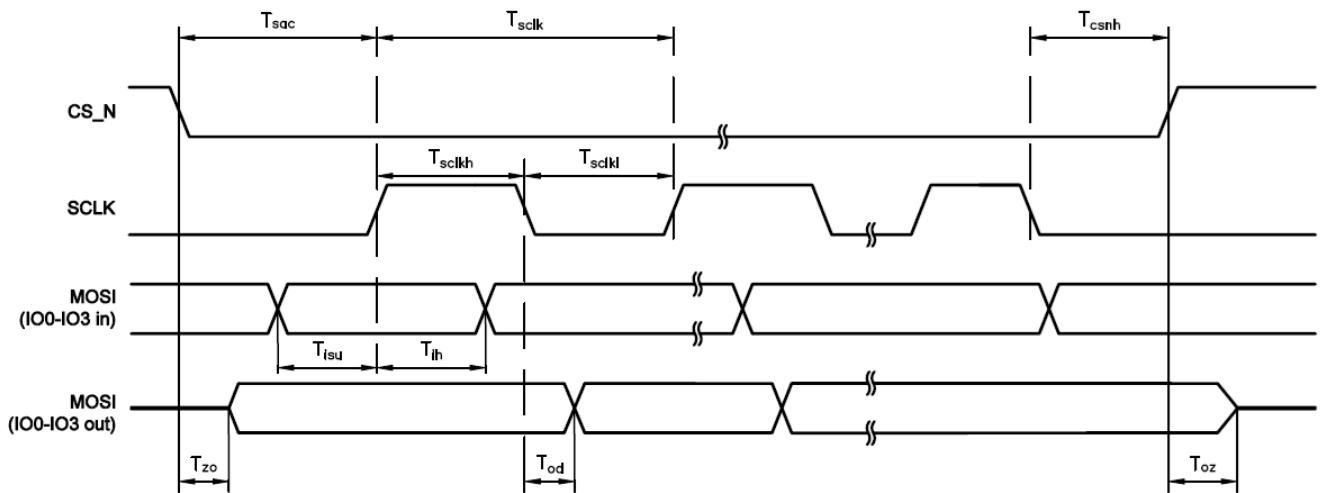 Tsac Tsclk Tcsnh
CS_N
Tsclkh Tsclkl
SCLK
MOSI
(IO0-IO3 in)
Tisu Tih
MOSI
(IO0-IO3 out)
Tzo Tod Toz